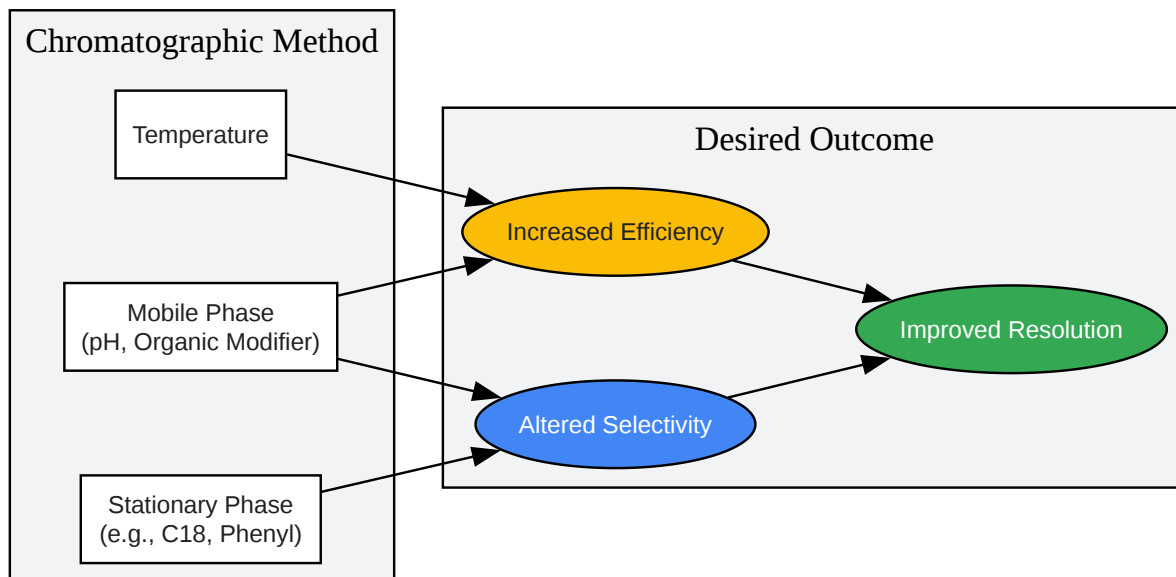 Chromatographic Method
Temperature
Mobile Phase
(pH, Organic Modifier)
Stationary Phase
(e.g., C18, Phenyl)
Desired Outcome
Increased Efficiency
Altered Selectivity
Improved Resolution